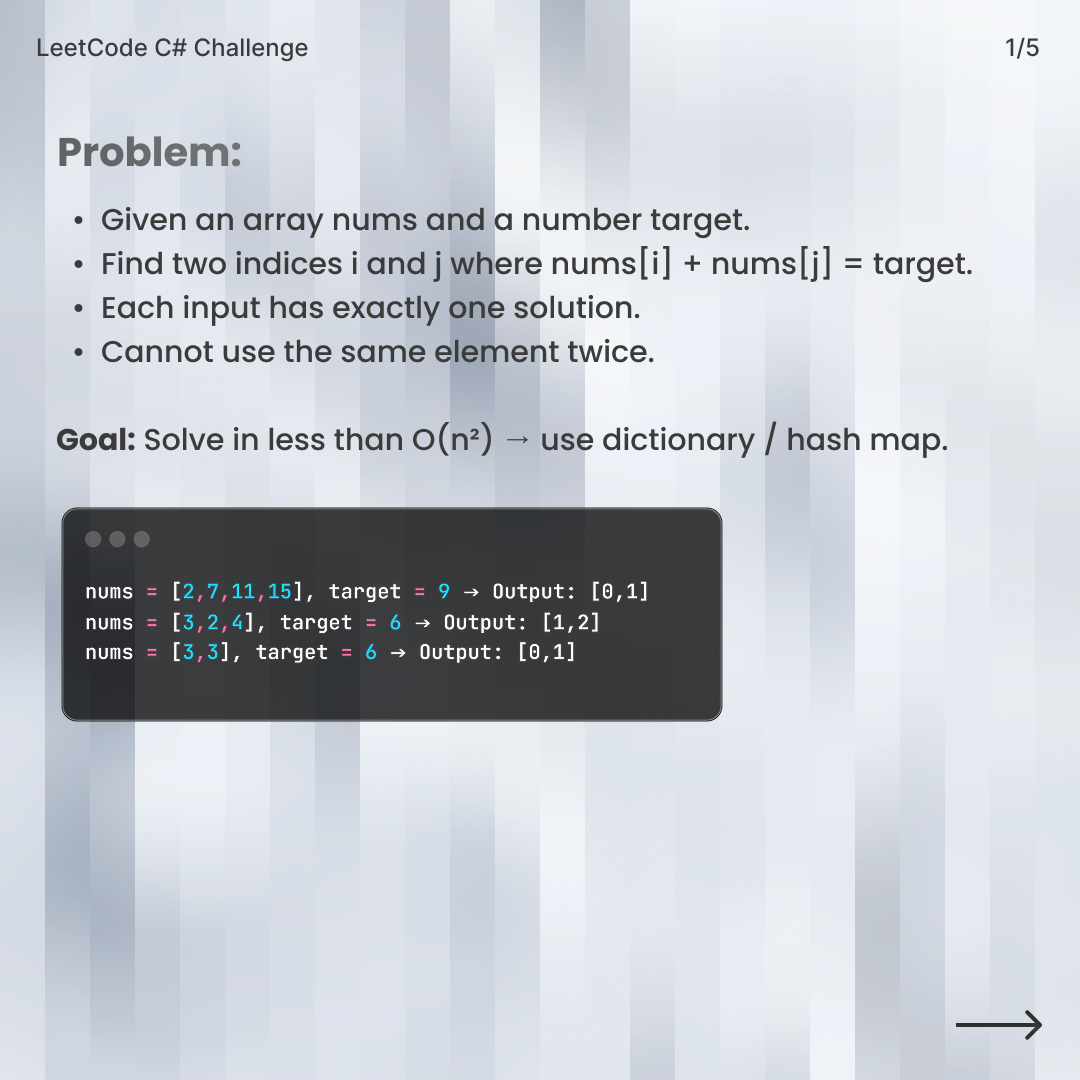 LeetCode C# Challenge
1/5
Problem:
• Given an array nums and a number target.
• Find two indices i and j where nums[i] + nums[j] = target.
• Each input has exactly one solution.
• Cannot use the same element twice.
Goal: Solve in less than O(n²) → use dictionary / hash map.
nums = [2,7,11,15], target = 9 → Output: [0,1]
nums = [3,2,4], target = 6 → Output: [1,2]
nums = [3,3], target = 6 → Output: [0,1]